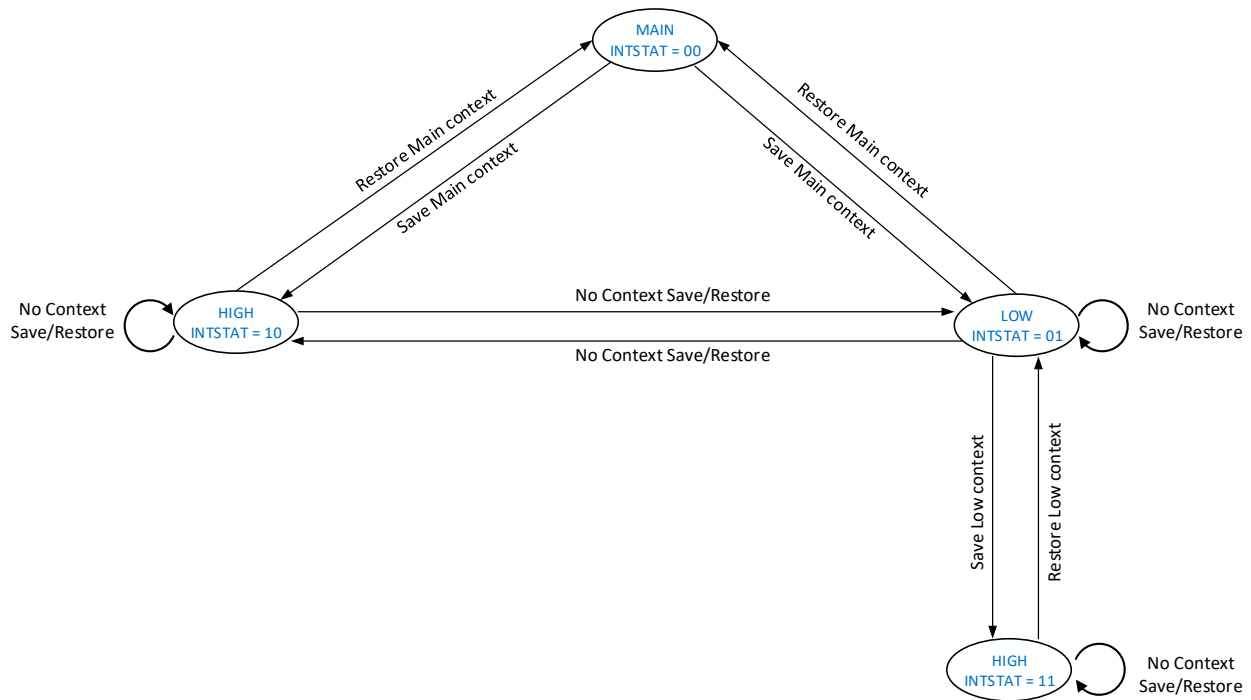 MAIN
INTSTAT = 00
Restore Main context
Save Main context
Save Main context
Restore Main context
No Context
Save/Restore
HIGH
INTSTAT = 10
No Context Save/Restore
No Context Save/Restore
LOW
INTSTAT = 01
No Context
Save/Restore
Save Low context
Restore Low context
HIGH
INTSTAT = 11
No Context
Save/Restore